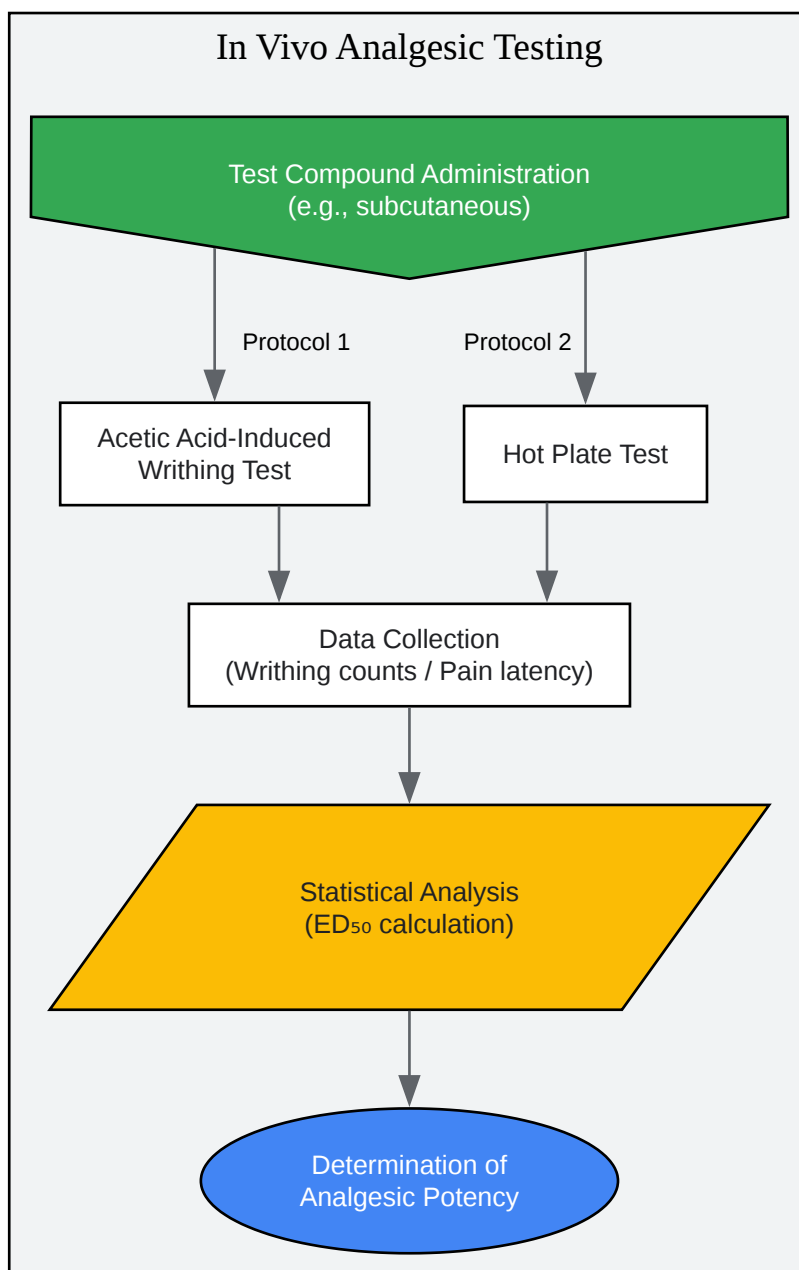 In Vivo Analgesic Testing
Test Compound Administration
(e.g., subcutaneous)
Protocol 1
Protocol 2
Acetic Acid-Induced
Writhing Test
Hot Plate Test
Data Collection
(Writhing counts / Pain latency)
Statistical Analysis
(ED₅₀ calculation)
Determination of
Analgesic Potency